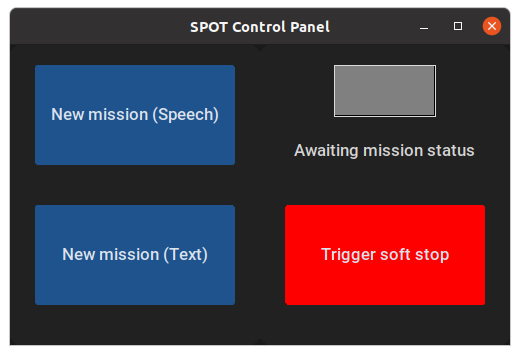 SPOT Control Panel
New mission (Speech)
Awaiting mission status
New mission (Text)
Trigger soft stop